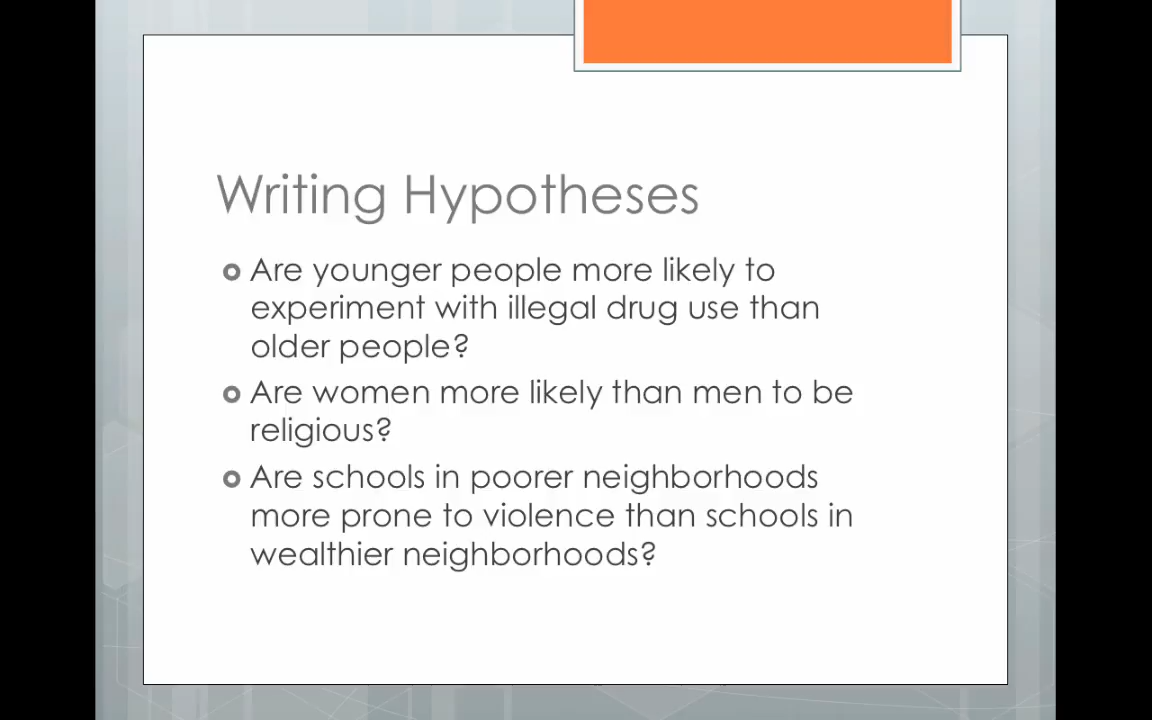 Writing Hypotheses
Are younger people more likely to
experiment with illegal drug use than
older people?
Are women more likely than men to be
religious?
Are schools in poorer neighborhoods
more prone to violence than schools in
wealthier neighborhoods?